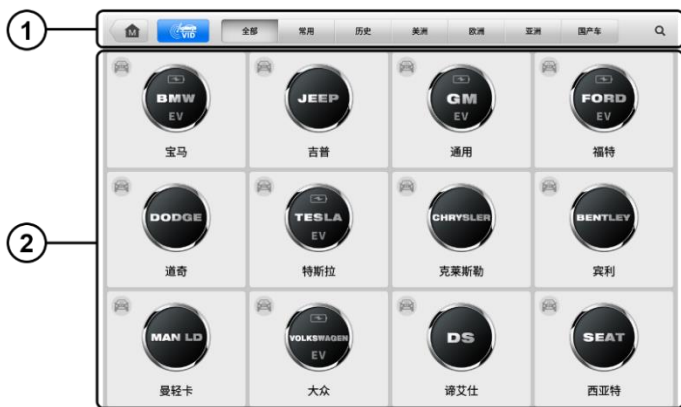 1
M
VID
全部 常用 历史 美洲 欧洲 亚洲 国产车
2
BMW EV
JEEP
GM EV
FORD EV
宝马 吉普 通用 福特
DODGE
TESLA EV
CHRYSLER
BENTLEY
道奇 特斯拉 克莱斯勒 宾利
MAN LD
VOLKSWAGEN EV
DS
SEAT
曼轻卡 大众 谛艾仕 西亚特